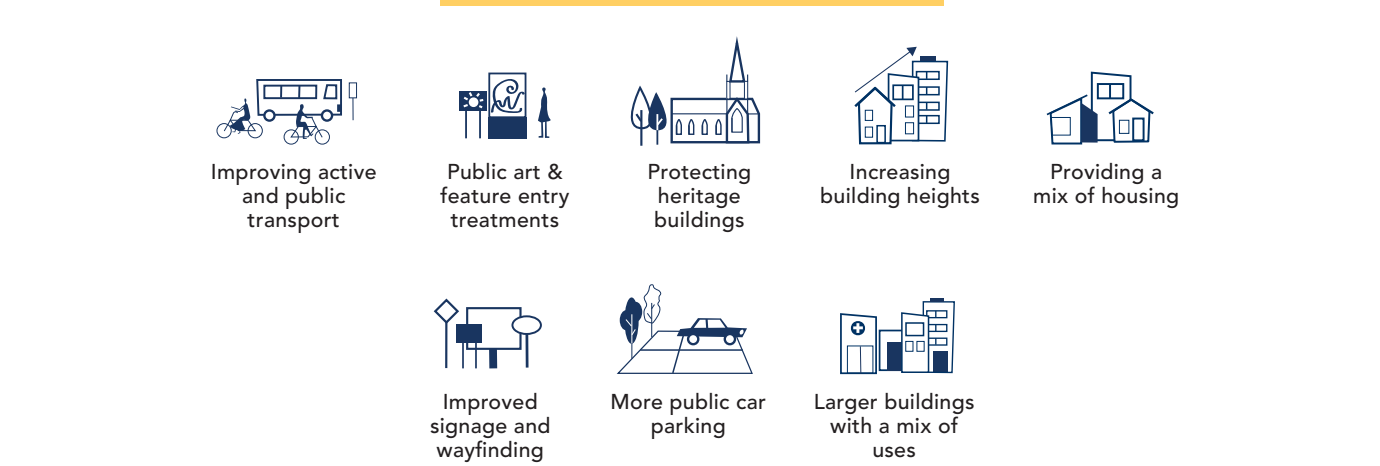 Improving active
and public
transport
Public art &
feature entry
treatments
Protecting
heritage
buildings
Increasing
building heights
Providing a
mix of housing
Improved
signage and
wayfinding
More public car
parking
Larger buildings
with a mix of
uses